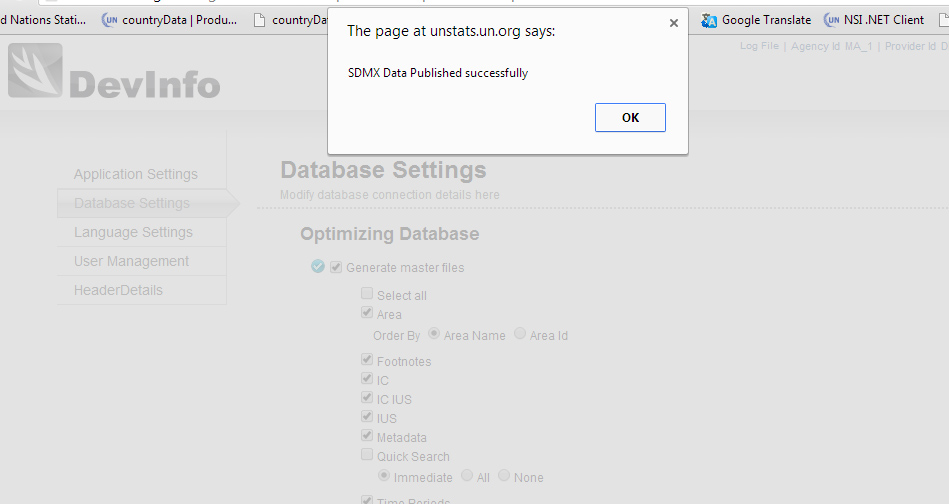 d Nations Stati...
countryData | Produ...
countryDa
Google Translate
NSI .NET Client
The page at unstats.un.org says:
SDMX Data Published successfully
OK
Log File | Agency Id MA_1 | Provider Id D
DevInfo
Application Settings
Database Settings
Language Settings
User Management
HeaderDetails
Database Settings
Modify database connection details here
Optimizing Database
Generate master files
Select all
Area
Order By Area Name Area Id
Footnotes
IC
IC IUS
IUS
Metadata
Quick Search
Immediate All None
Time Periods